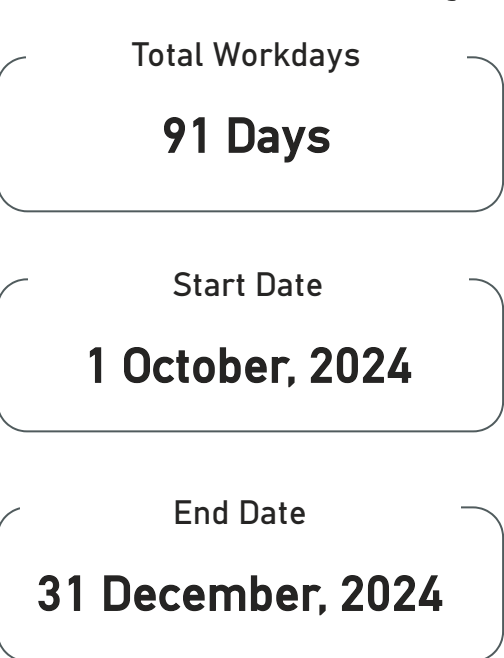 Total Workdays
91 Days
Start Date
1 October, 2024
End Date
31 December, 2024